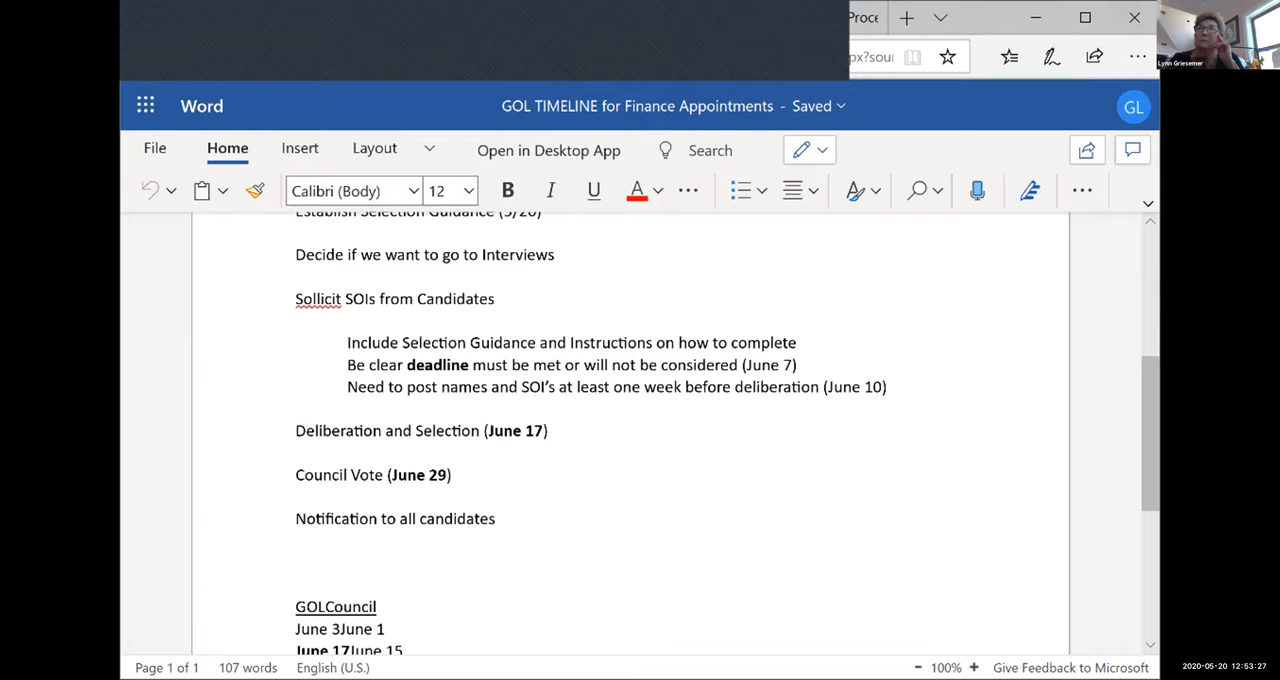 Proce
px?sour
Lynn Griesemer
Word
GOL TIMELINE for Finance Appointments - Saved
GL
File
Home
Insert
Layout
Open in Desktop App
Search
Calibri (Body)
12
B
I
U
A
Establish Selection Guidance (5/20)
Decide if we want to go to Interviews
Sollicit SOIs from Candidates
Include Selection Guidance and Instructions on how to complete
Be clear deadline must be met or will not be considered (June 7)
Need to post names and SOI's at least one week before deliberation (June 10)
Deliberation and Selection (June 17)
Council Vote (June 29)
Notification to all candidates
GOLCouncil
June 3June 1
June 17June 15
Page 1 of 1
107 words
English (U.S.)
- 100% +
Give Feedback to Microsoft
2020-05-20 12:53:27